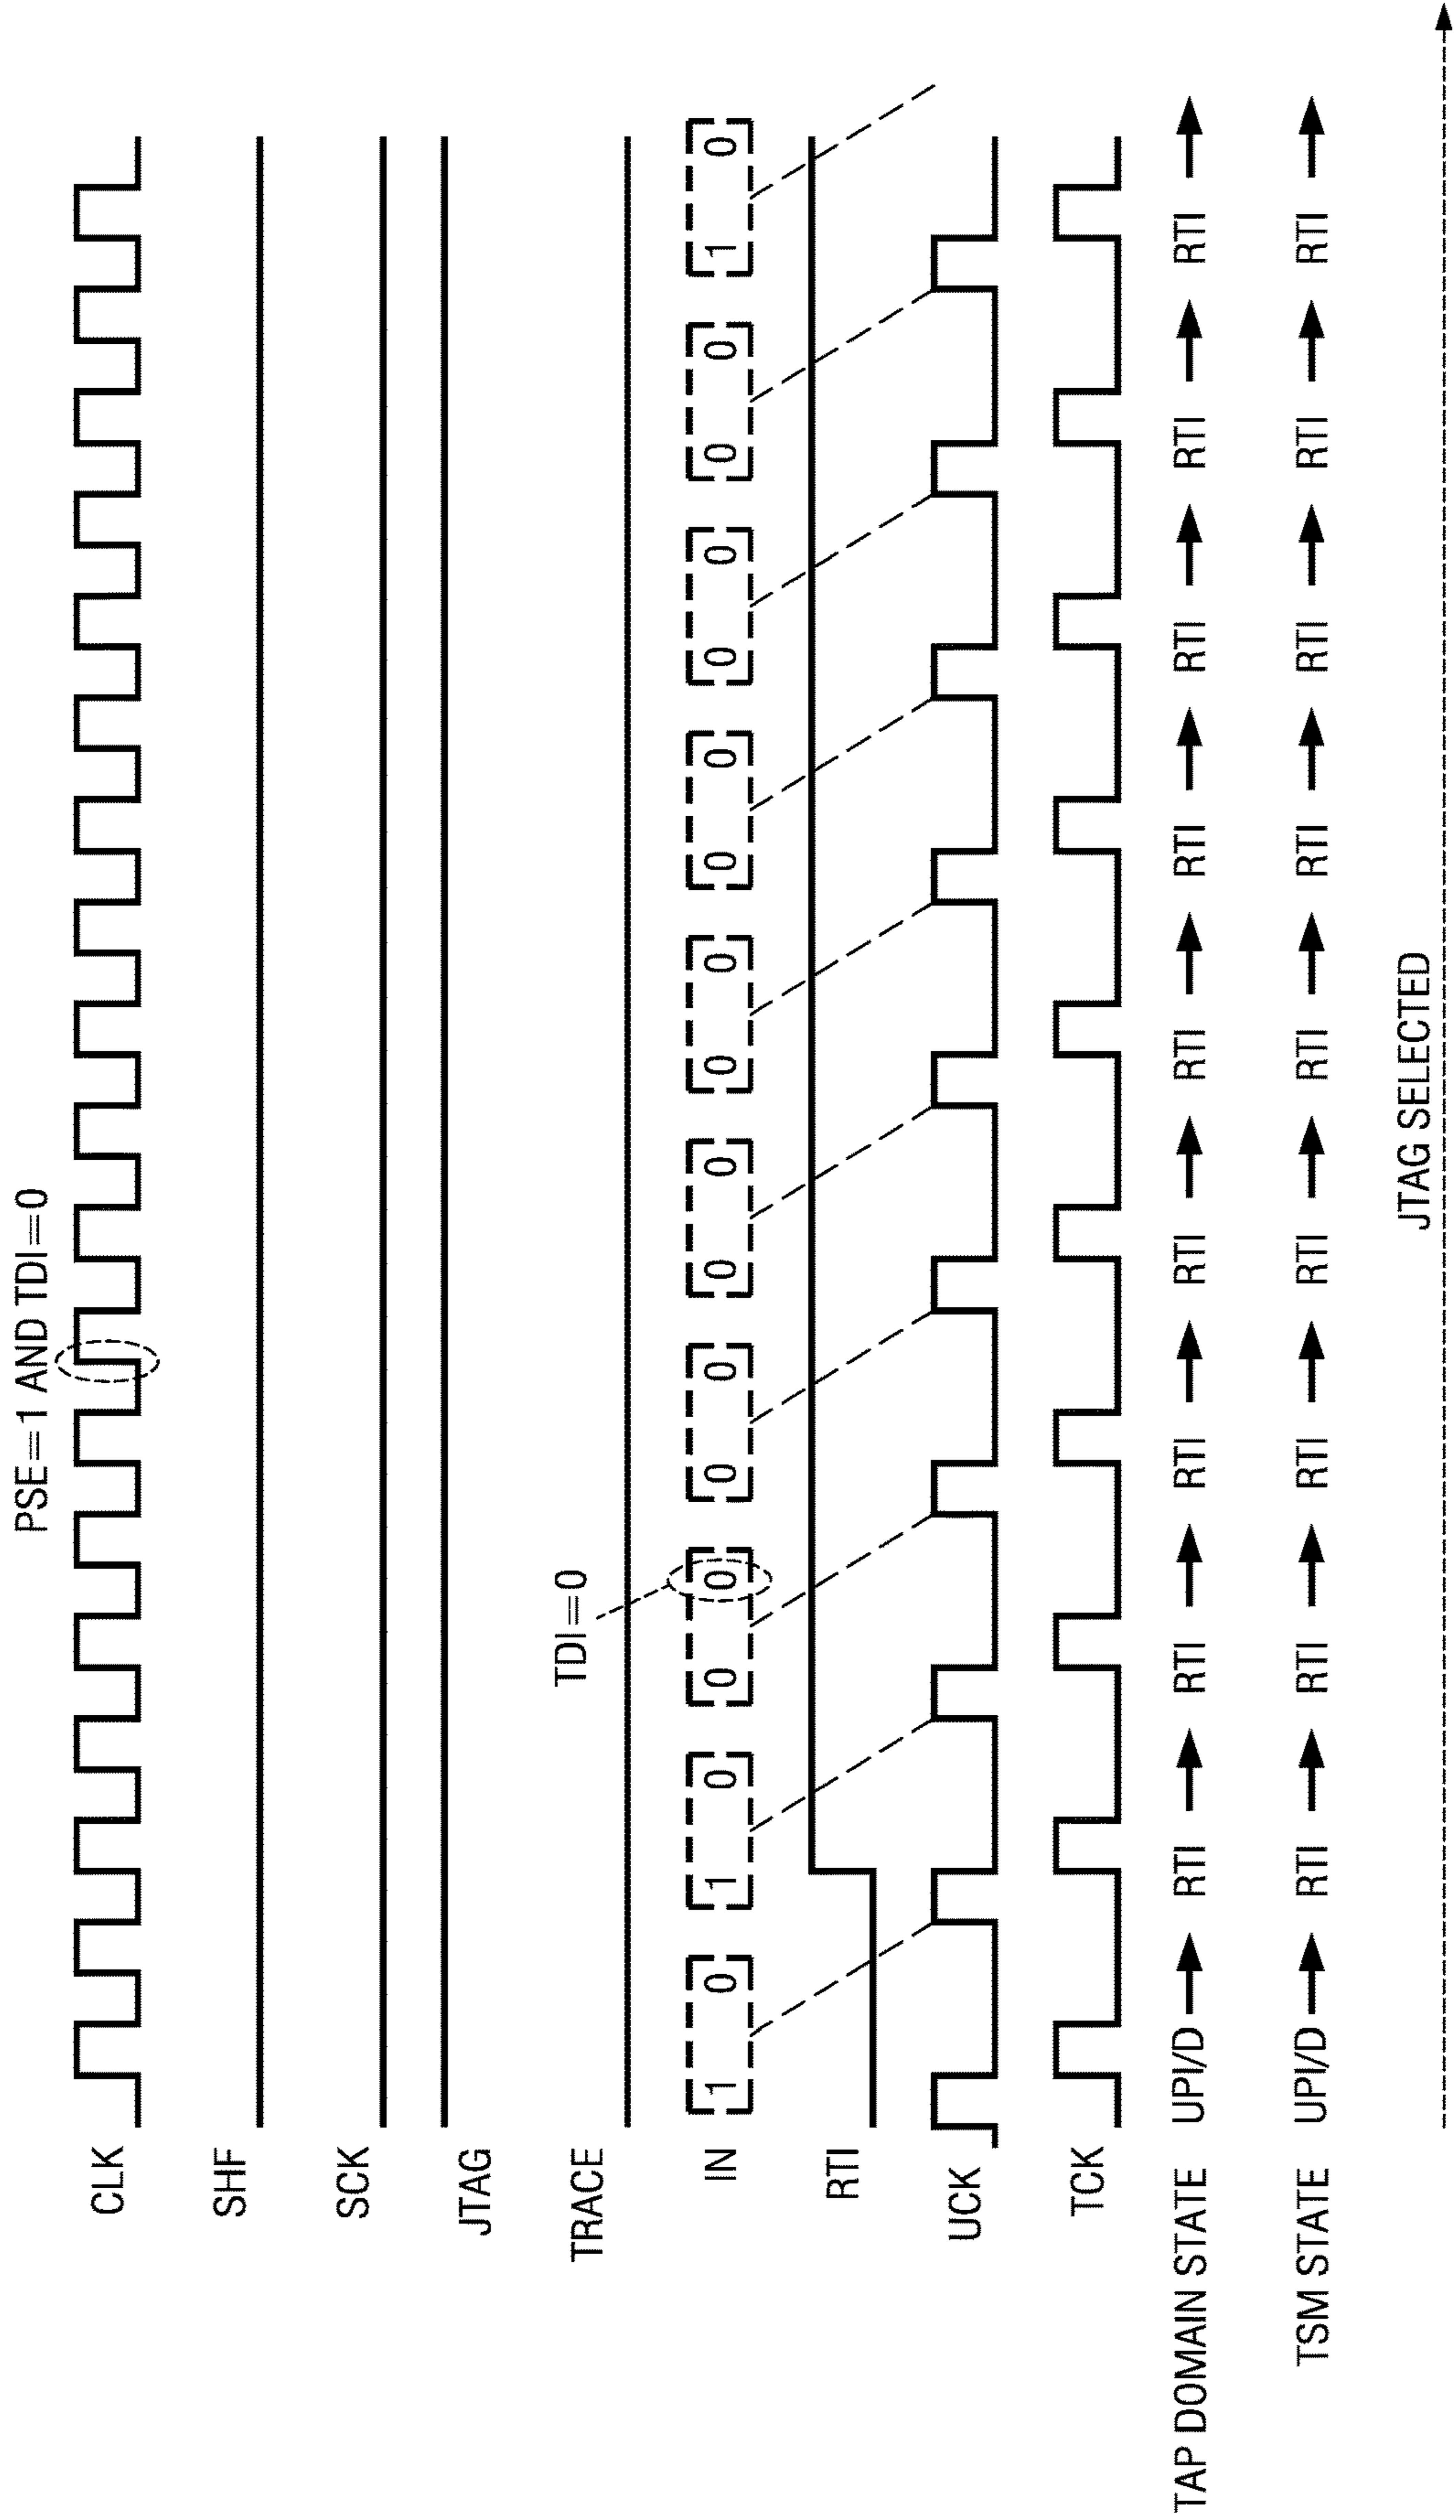 PSE=1 AND TDI=0
CLK
SHF
SCK
JTAG
TDI=0
TRACE
IN 1 0 1 0 0 0 0 0 0 0 0 0 0 0 0 0 0 0 1 0
RTI
UCK
TCK
TAP DOMAIN STATE UPI/D RTI RTI RTI RTI RTI RTI RTI RTI RTI
TSM STATE UPI/D RTI RTI RTI RTI RTI RTI RTI RTI RTI
JTAG SELECTED